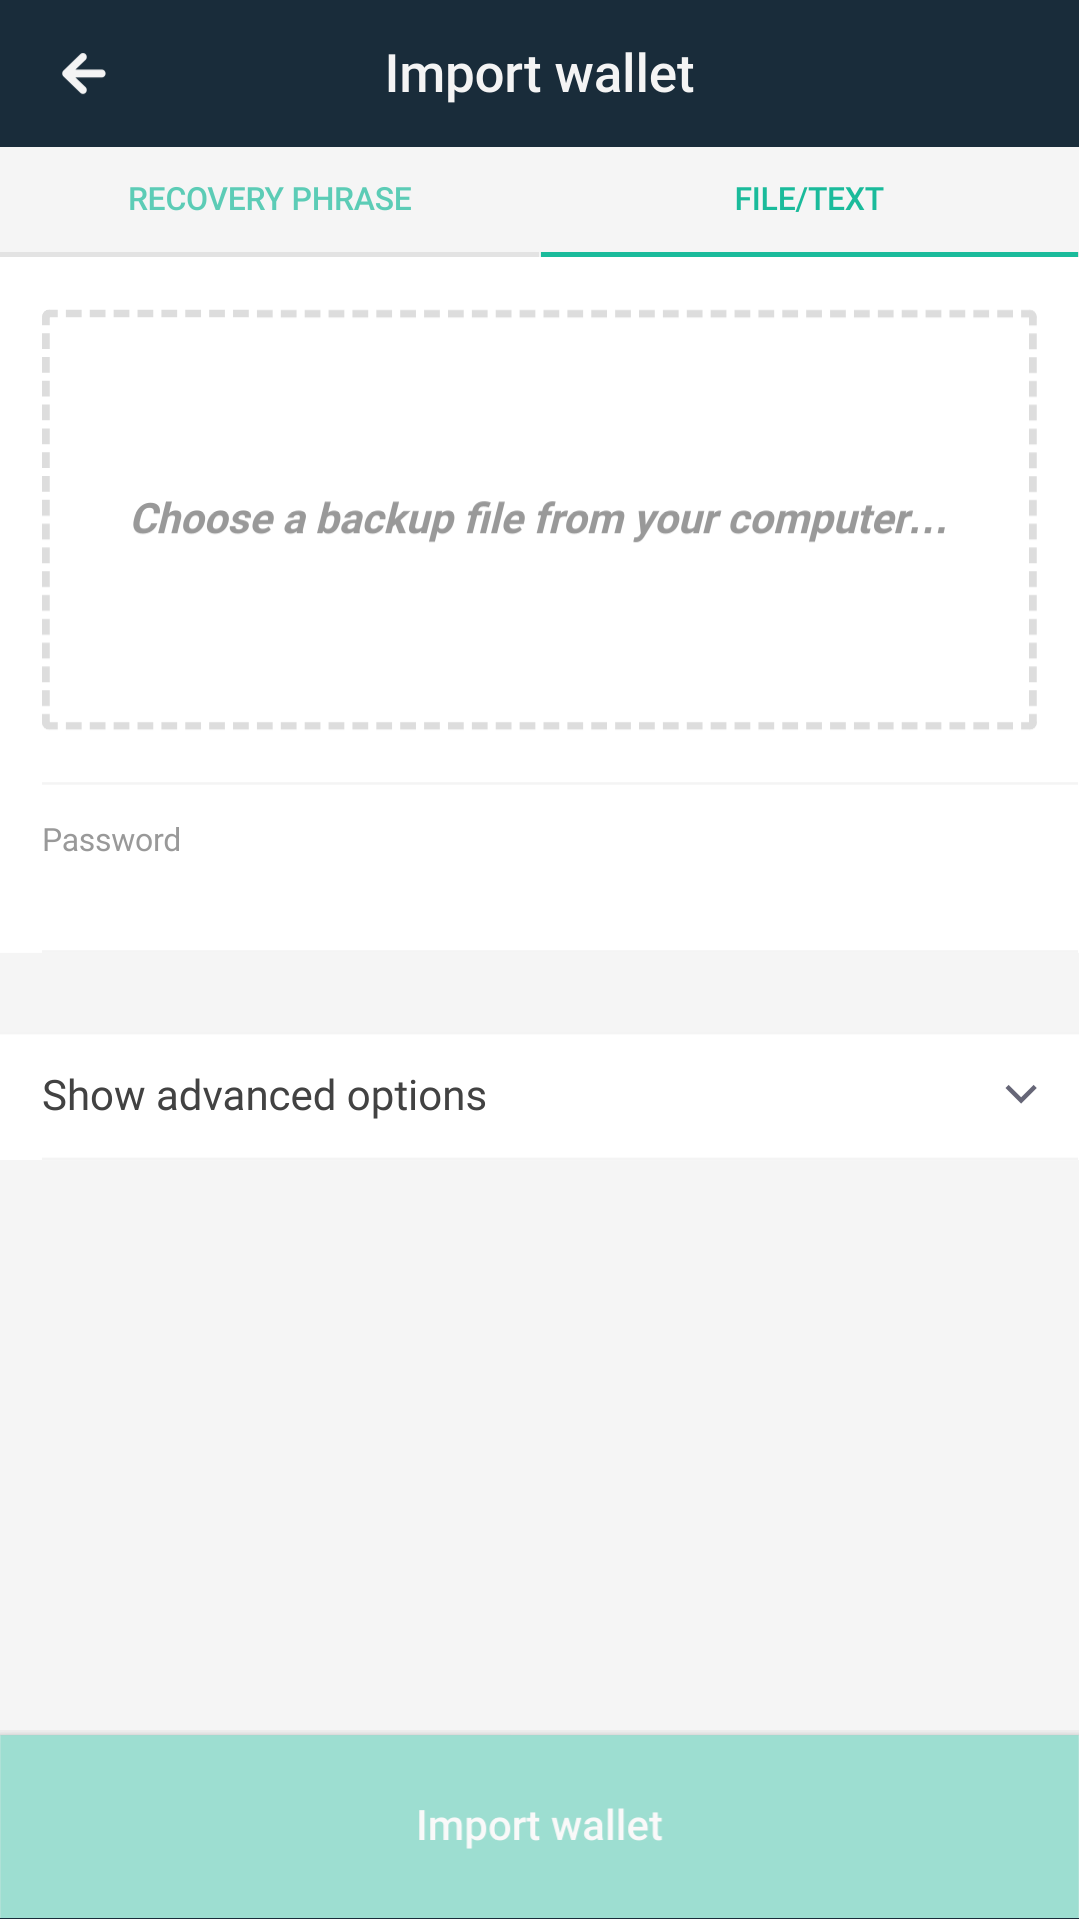 Import wallet
RECOVERY PHRASE
FILE/TEXT
Choose a backup file from your computer...
Password
Show advanced options
Import wallet